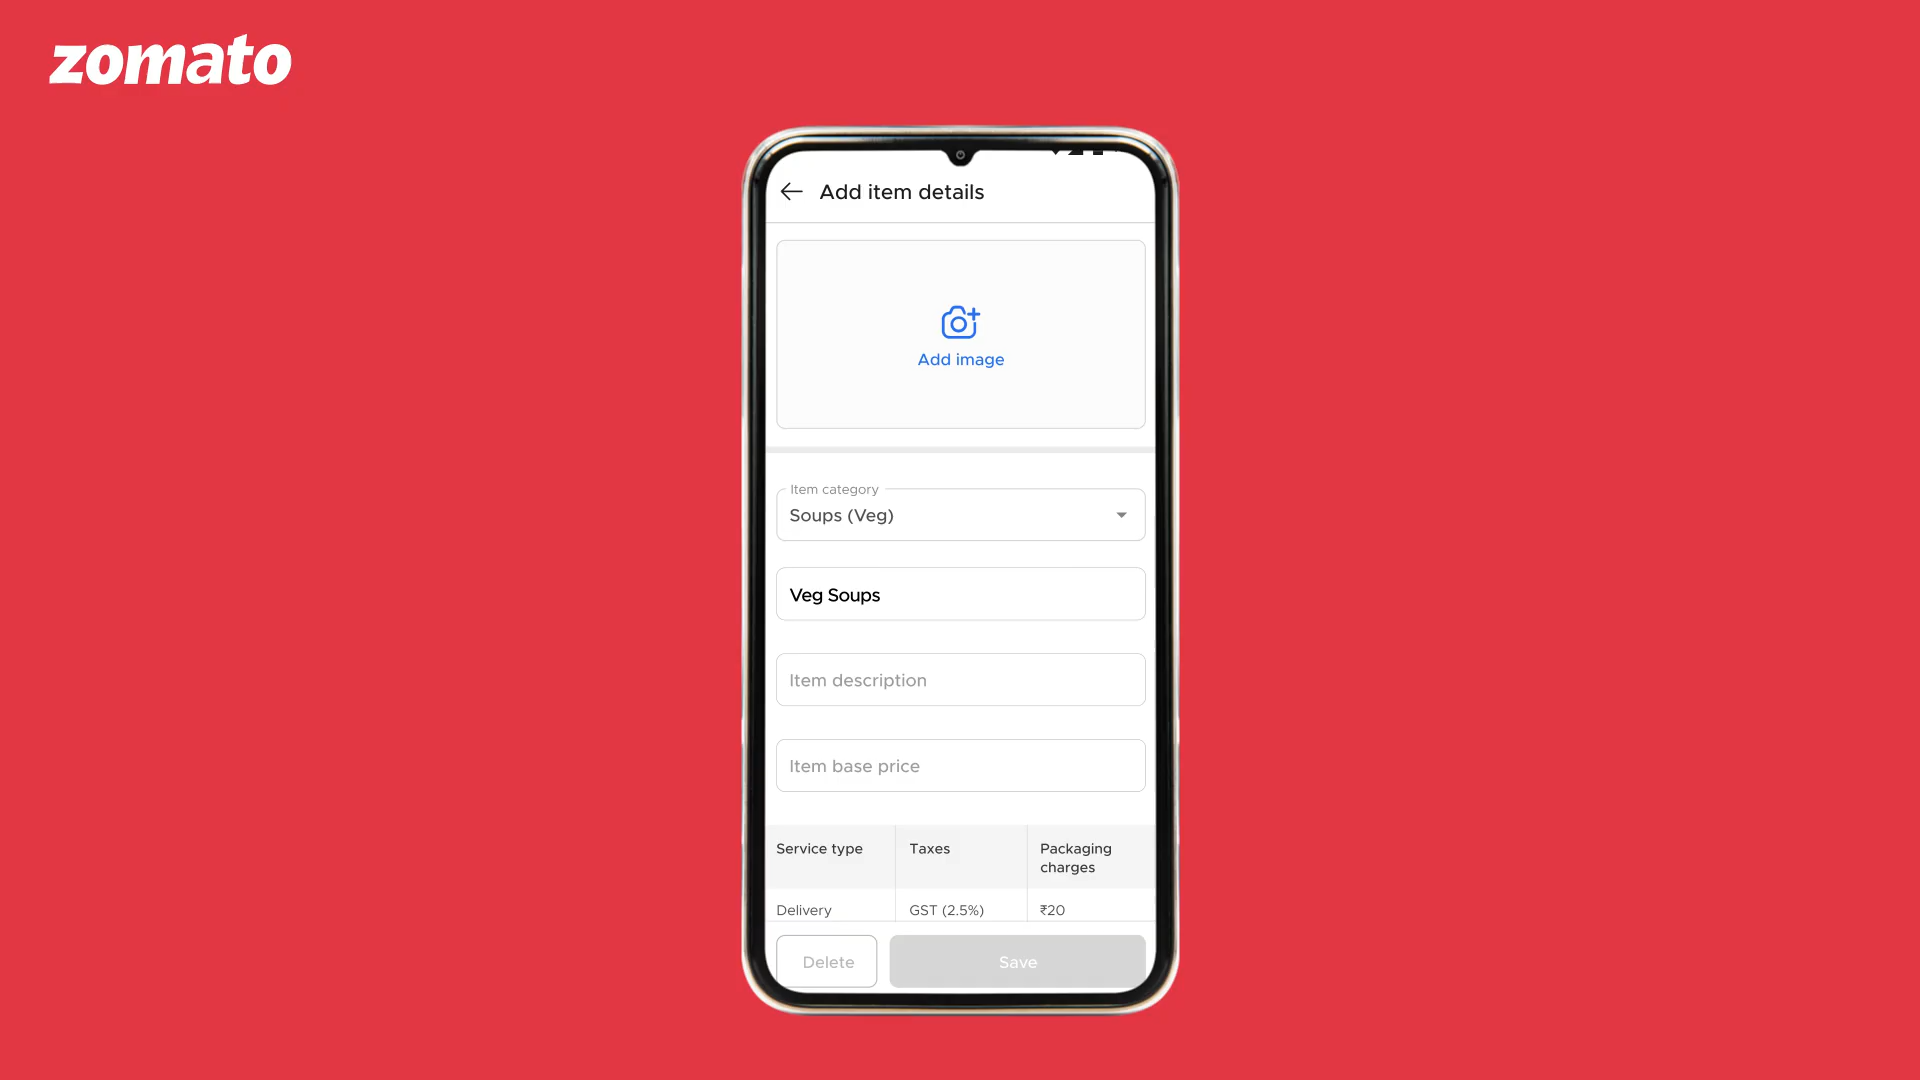 zomato
Add item details
Add image
Item category
Soups (Veg)
Veg Soups
Item description
Item base price
Service type
Taxes
Packaging
charges
Delivery
GST (2.5%)
₹20
Delete
Save